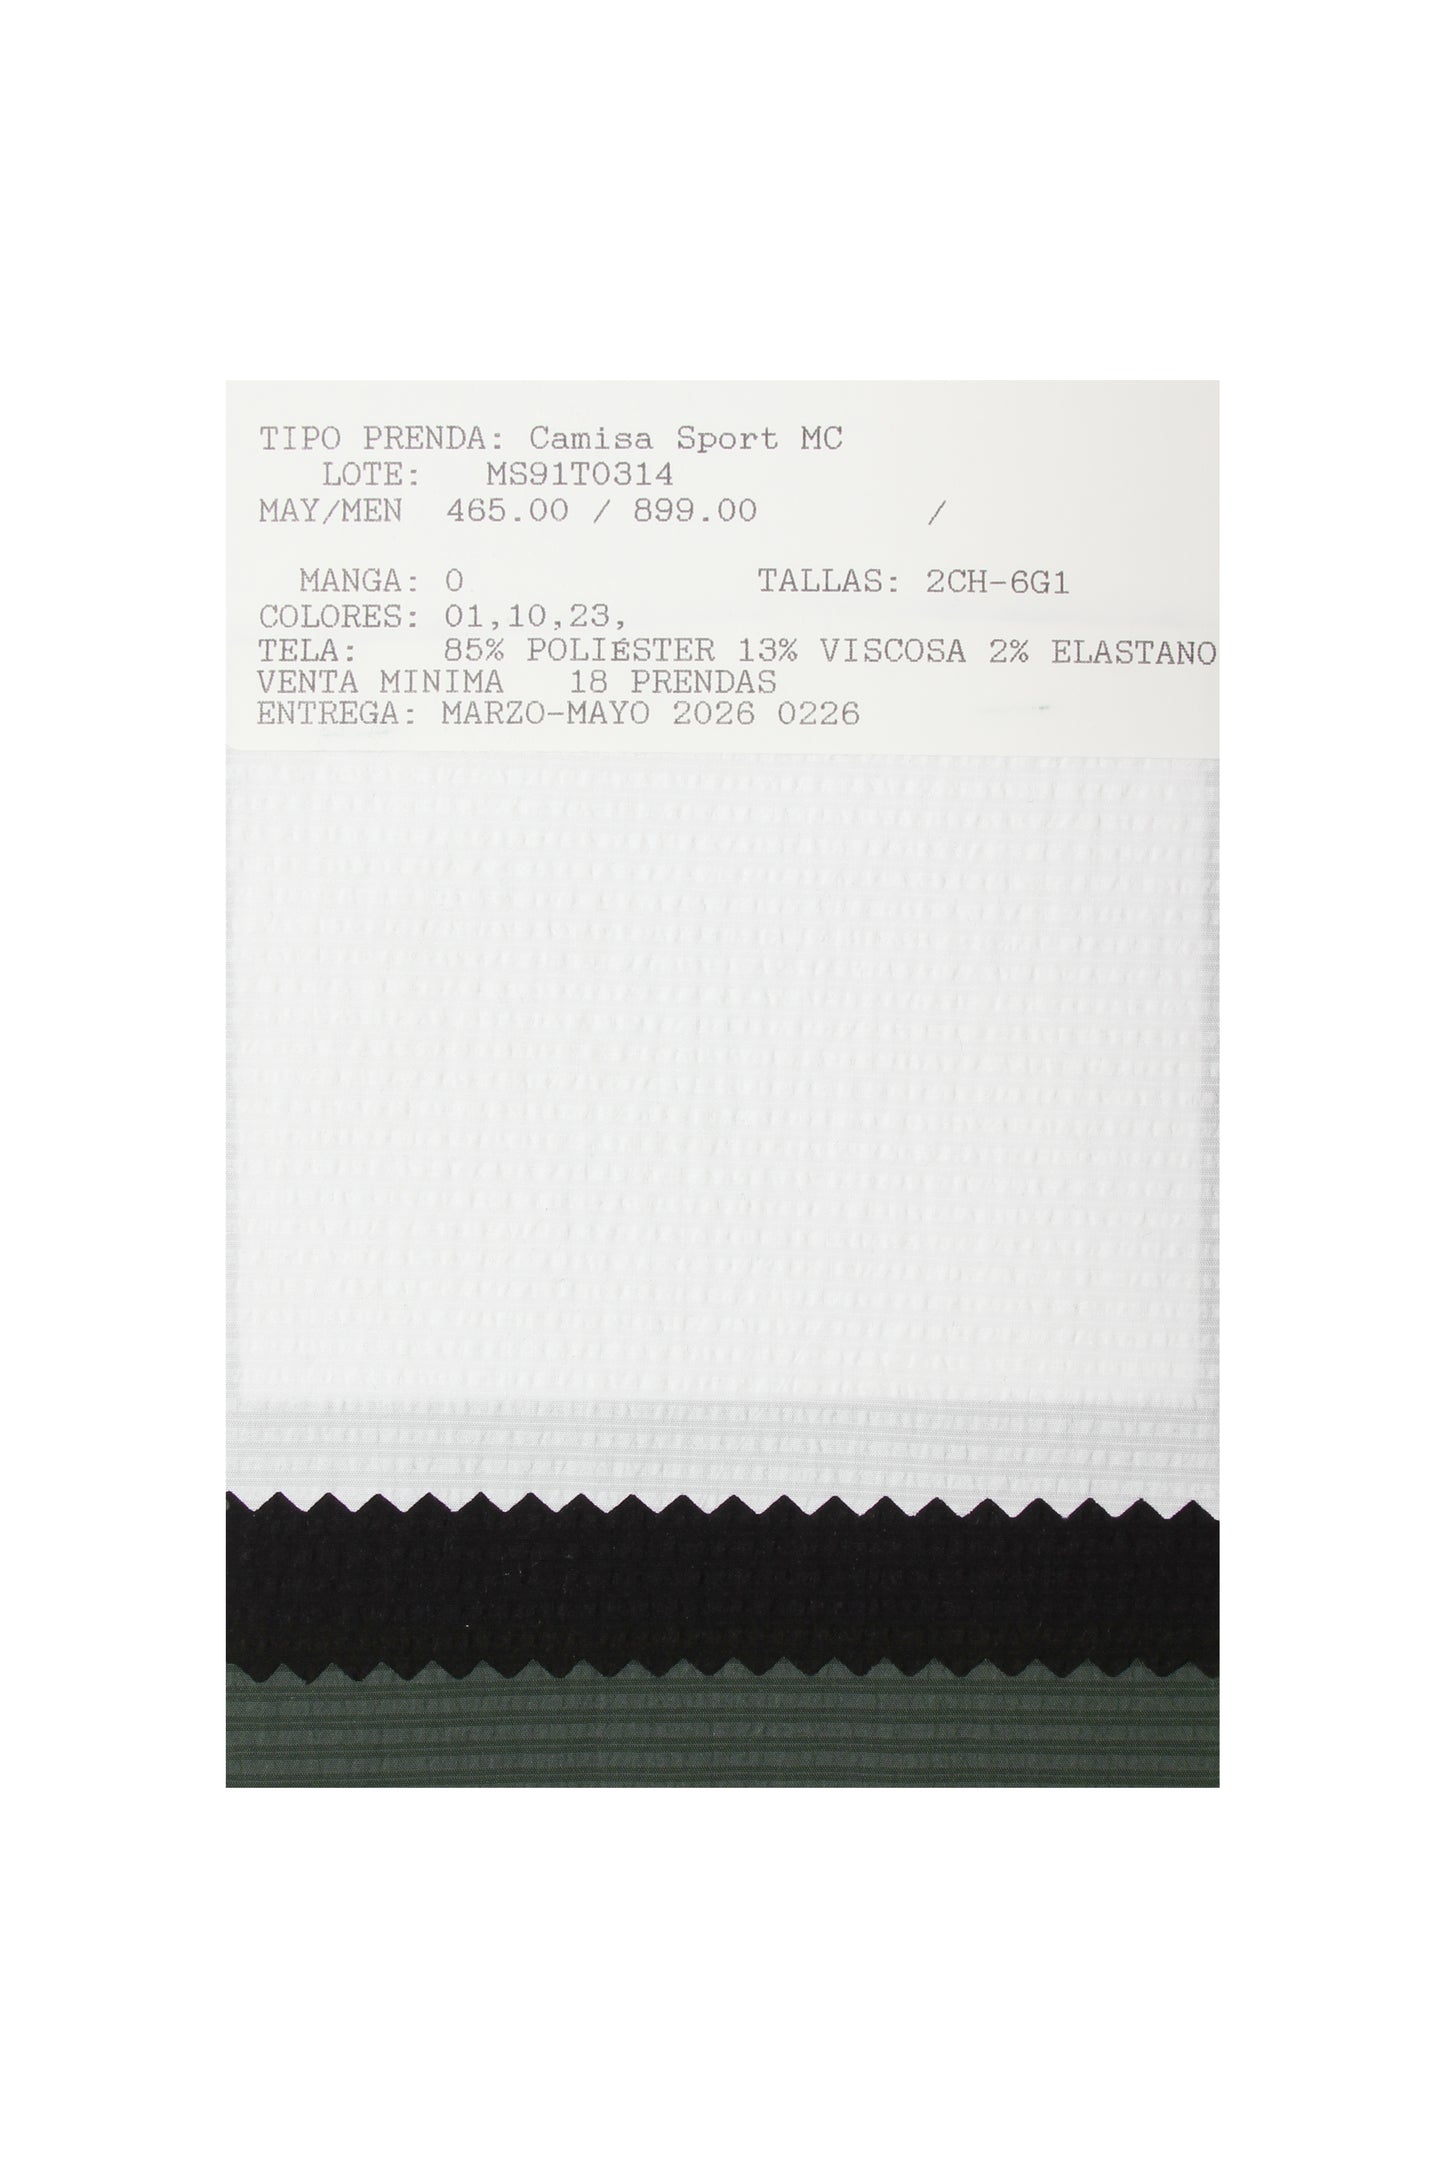 TIPO PRENDA: Camisa Sport MC
LOTE: MS91T0314
MAY/MEN 465.00 / 899.00 /
MANGA: 0 TALLAS: 2CH-6G1
COLORES: 01,10,23,
TELA: 85% POLIÉSTER 13% VISCOSA 2% ELASTANO
VENTA MINIMA 18 PRENDAS
ENTREGA: MARZO-MAYO 2026 0226